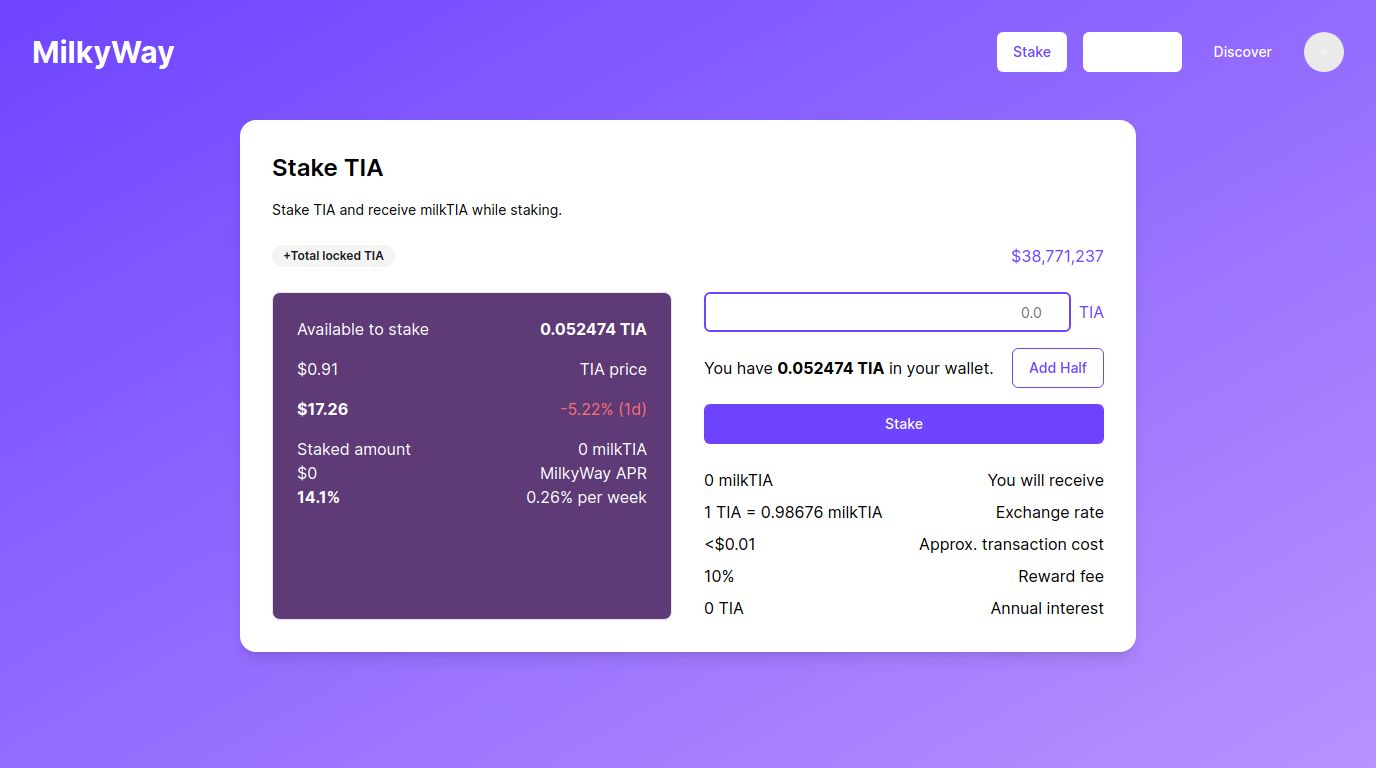 MilkyWay
Stake
Discover
Stake TIA
Stake TIA and receive milkTIA while staking.
+Total locked TIA
$38,771,237
Available to stake
0.052474 TIA
$0.91
TIA price
$17.26
-5.22% (1d)
Staked amount
0 milkTIA
$0
MilkyWay APR
14.1%
0.26% per week
0.0
TIA
You have 0.052474 TIA in your wallet.
Add Half
Stake
0 milkTIA
You will receive
1 TIA = 0.98676 milkTIA
Exchange rate
<$0.01
Approx. transaction cost
10%
Reward fee
0 TIA
Annual interest